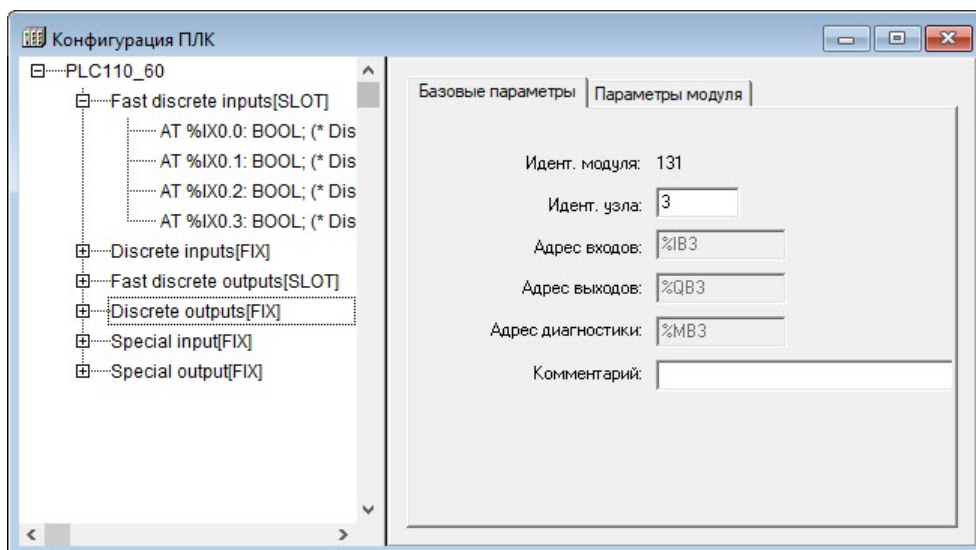 Конфигурация ПЛК
PLC110_60
Fast discrete inputs[SLOT]
AT %IX0.0: BOOL; (* Dis
AT %IX0.1: BOOL; (* Dis
AT %IX0.2: BOOL; (* Dis
AT %IX0.3: BOOL; (* Dis
Discrete inputs[FIX]
Fast discrete outputs[SLOT]
Discrete outputs[FIX]
Special input[FIX]
Special output[FIX]
Базовые параметры Параметры модуля
Идент. модуля: 131
Идент. узла: 3
Адрес входов: %IB3
Адрес выходов: %QB3
Адрес диагностики: %MB3
Комментарий: